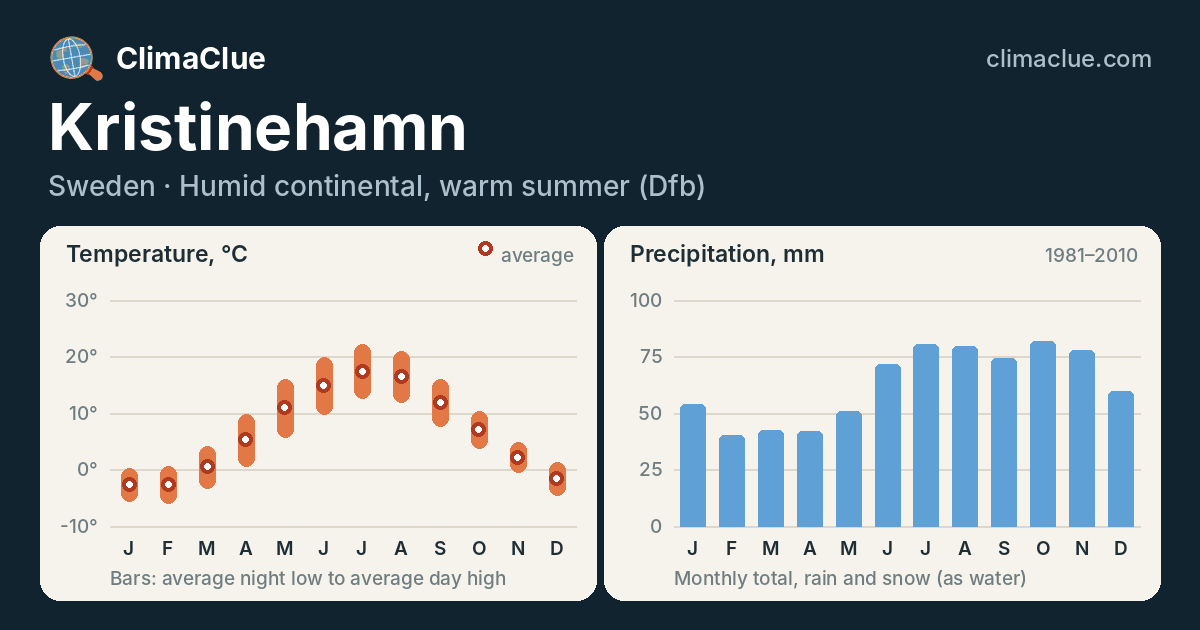 ClimaClue
climaclue.com
Kristinehamn
Sweden · Humid continental, warm summer (Dfb)
Temperature, °C
average
30°
20°
10°
0°
-10°
J F M A M J J A S O N D
Bars: average night low to average day high
Precipitation, mm
1981–2010
100
75
50
25
0
J F M A M J J A S O N D
Monthly total, rain and snow (as water)